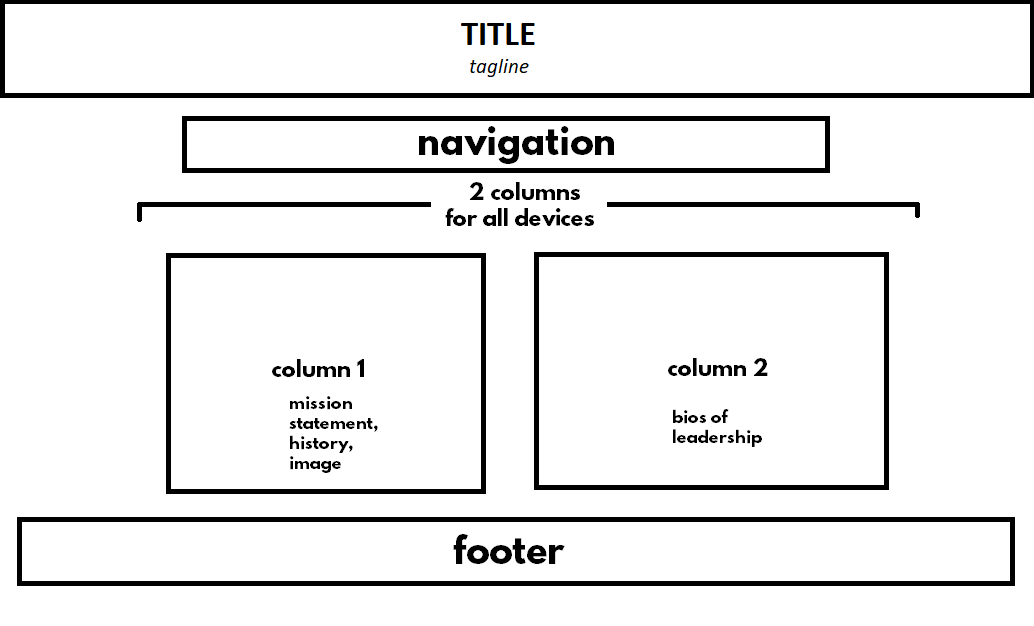 TITLE
tagline
navigation
2 columns
for all devices
column 1
mission
statement,
history,
image
column 2
bios of
leadership
footer